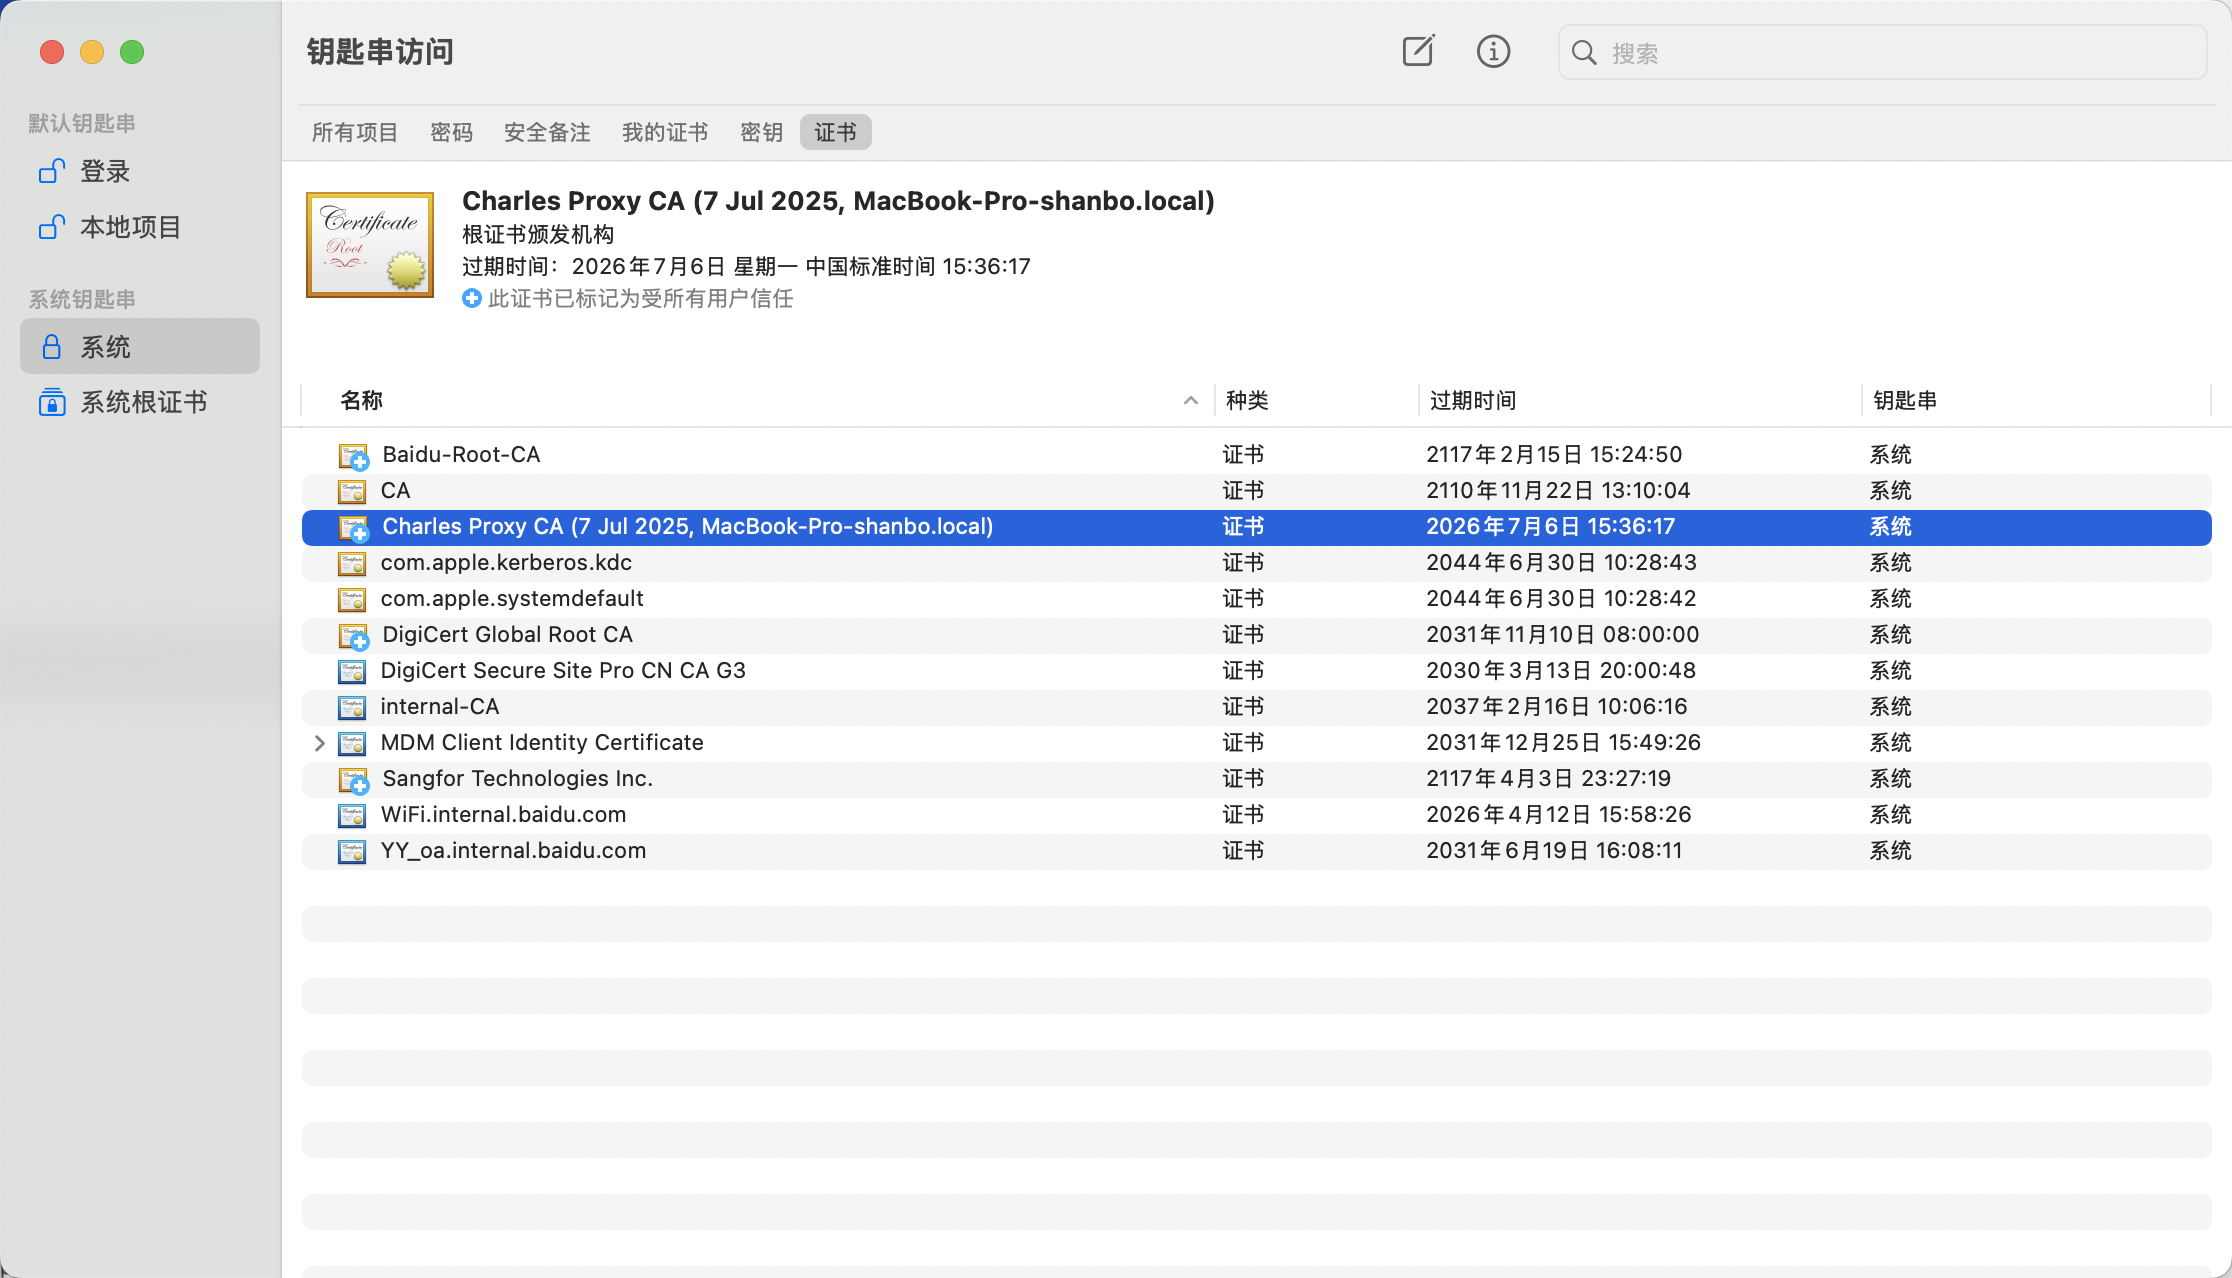 钥匙串访问
搜索
默认钥匙串
登录
本地项目
系统钥匙串
系统
系统根证书
所有项目 密码 安全备注 我的证书 密钥 证书
Certificate
Root
Charles Proxy CA (7 Jul 2025, MacBook-Pro-shanbo.local)
根证书颁发机构
过期时间：2026年7月6日 星期一 中国标准时间 15:36:17
此证书已标记为受所有用户信任
名称 种类 过期时间 钥匙串
Baidu-Root-CA 证书 2117年2月15日 15:24:50 系统
CA 证书 2110年11月22日 13:10:04 系统
Charles Proxy CA (7 Jul 2025, MacBook-Pro-shanbo.local) 证书 2026年7月6日 15:36:17 系统
com.apple.kerberos.kdc 证书 2044年6月30日 10:28:43 系统
com.apple.systemdefault 证书 2044年6月30日 10:28:42 系统
DigiCert Global Root CA 证书 2031年11月10日 08:00:00 系统
DigiCert Secure Site Pro CN CA G3 证书 2030年3月13日 20:00:48 系统
internal-CA 证书 2037年2月16日 10:06:16 系统
MDM Client Identity Certificate 证书 2031年12月25日 15:49:26 系统
Sangfor Technologies Inc. 证书 2117年4月3日 23:27:19 系统
WiFi.internal.baidu.com 证书 2026年4月12日 15:58:26 系统
YY_oa.internal.baidu.com 证书 2031年6月19日 16:08:11 系统